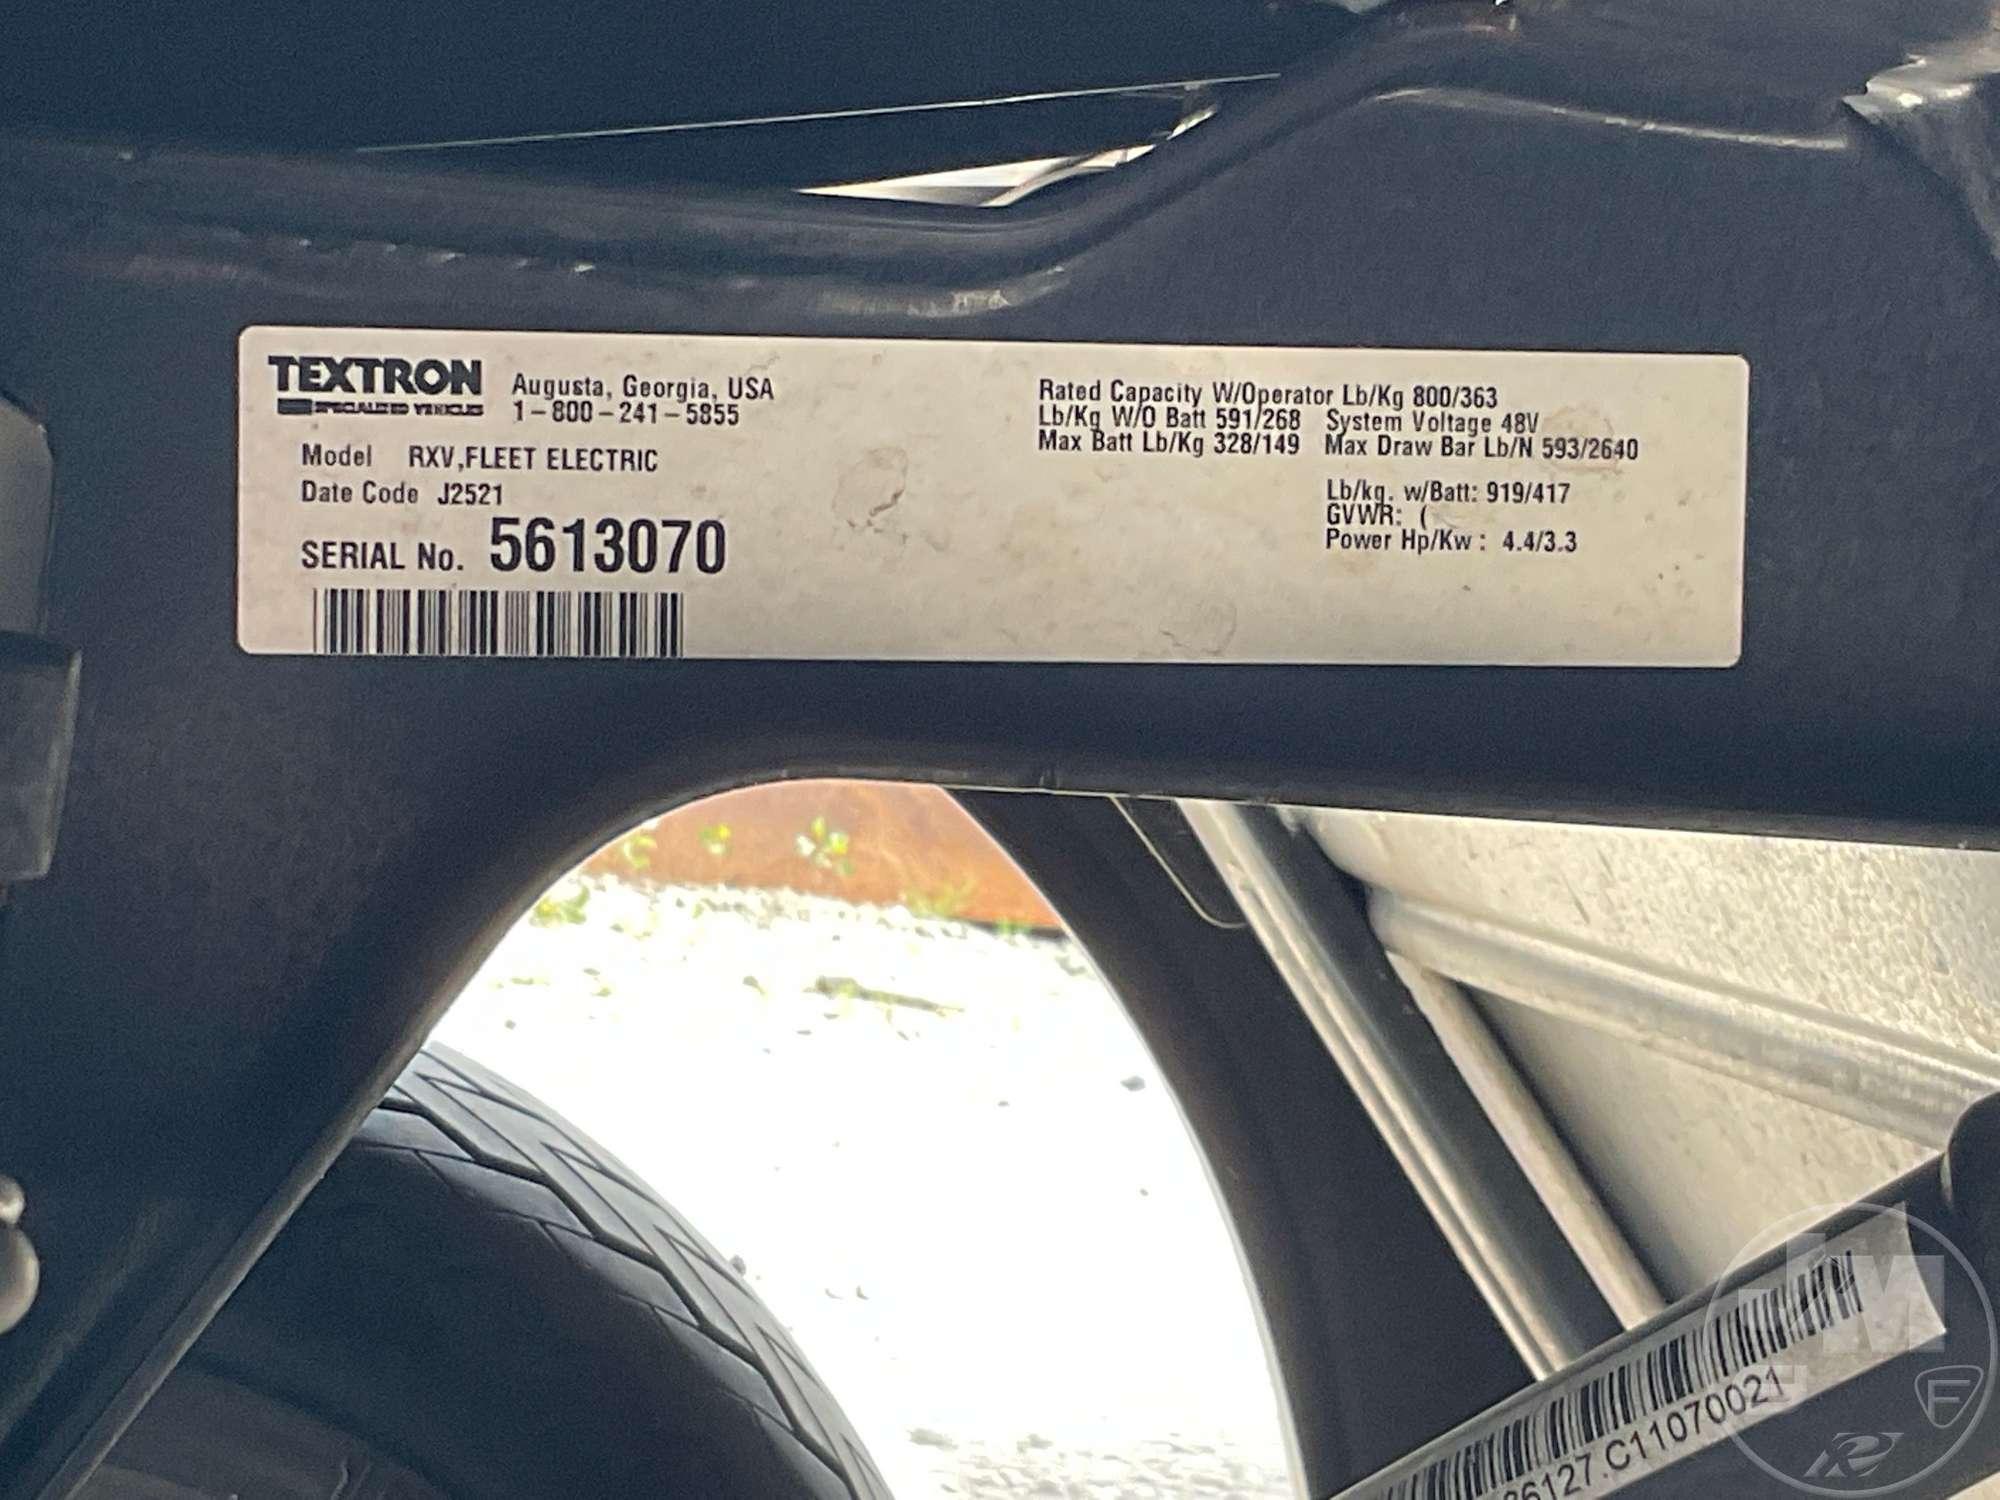 TEXTRON
SPECIALIZED VEHICLES
Augusta, Georgia, USA
1-800-241-5855
Model RXV,FLEET ELECTRIC
Date Code J2521
SERIAL No. 5613070
Rated Capacity W/Operator Lb/Kg 800/363
Lb/Kg W/O Batt 591/268 System Voltage 48V
Max Batt Lb/Kg 328/149 Max Draw Bar Lb/N 593/2640
Lb/kg. w/Batt: 919/417
GVWR: (
Power Hp/Kw : 4.4/3.3
36127.C11070021
JM
F